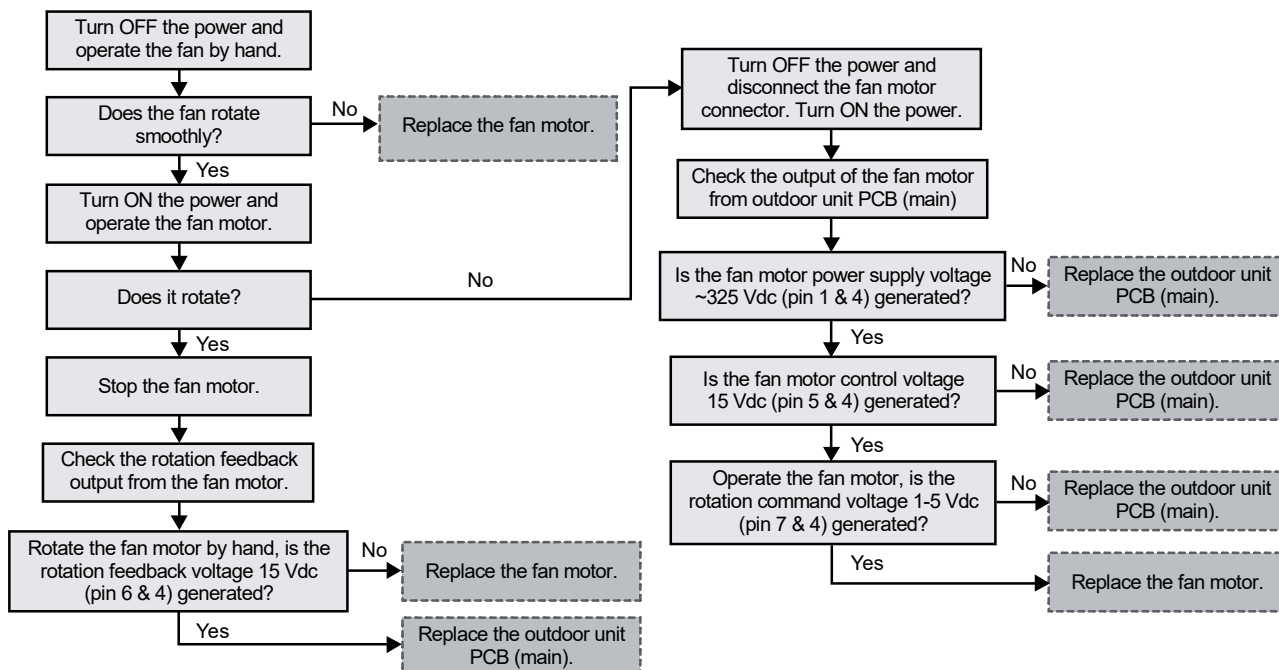 Turn OFF the power and
operate the fan by hand.
Does the fan rotate
smoothly?
No
Replace the fan motor.
Yes
Turn ON the power and
operate the fan motor.
Does it rotate?
No
Yes
Stop the fan motor.
Check the rotation feedback
output from the fan motor.
Rotate the fan motor by hand, is the
rotation feedback voltage 15 Vdc
(pin 6 & 4) generated?
No
Replace the fan motor.
Yes
Replace the outdoor unit
PCB (main).
Turn OFF the power and
disconnect the fan motor
connector. Turn ON the power.
Check the output of the fan motor
from outdoor unit PCB (main)
Is the fan motor power supply voltage
~325 Vdc (pin 1 & 4) generated?
No
Replace the outdoor unit
PCB (main).
Yes
Is the fan motor control voltage
15 Vdc (pin 5 & 4) generated?
No
Replace the outdoor unit
PCB (main).
Yes
Operate the fan motor, is the
rotation command voltage 1-5 Vdc
(pin 7 & 4) generated?
No
Replace the outdoor unit
PCB (main).
Yes
Replace the fan motor.